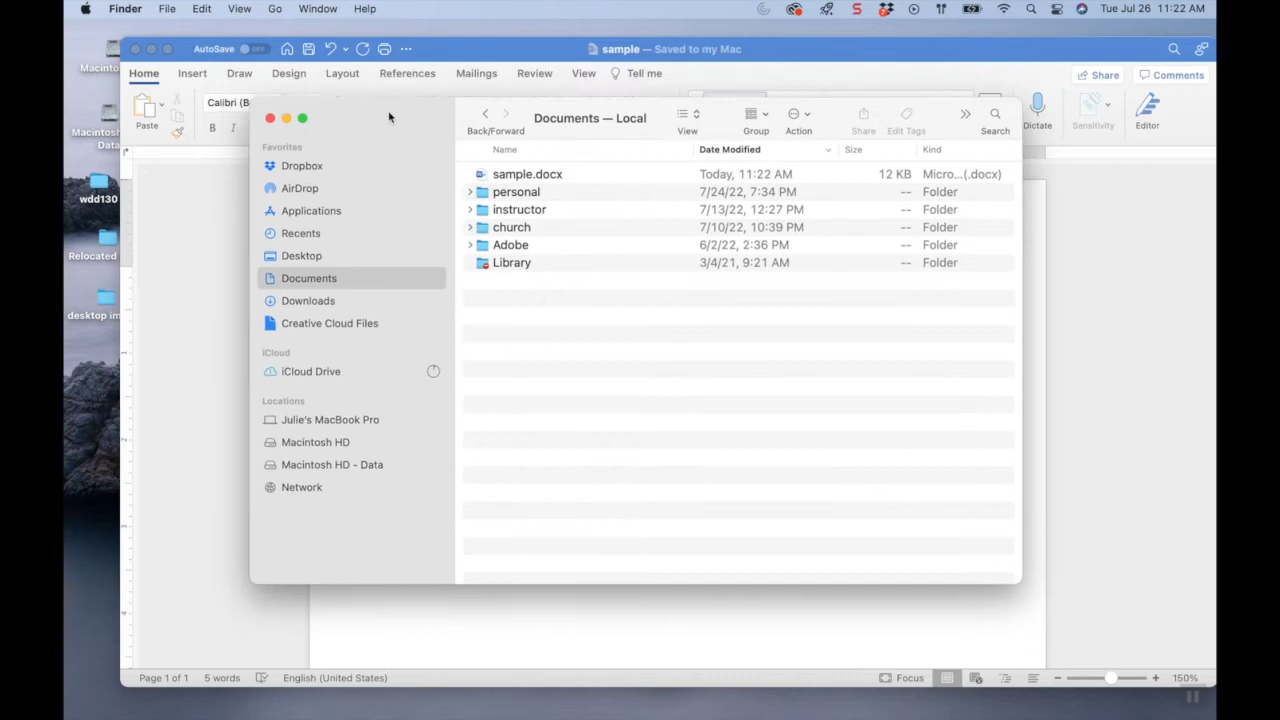 Finder File Edit View Go Window Help Tue Jul 26 11:22 AM
AutoSave OFF sample — Saved to my Mac
Home Insert Draw Design Layout References Mailings Review View Tell me Share Comments
Macintosh
Paste Calibri (B B I Dictate Sensitivity Editor
Macintosh
Data
wdd130
Relocated
desktop im
Back/Forward Documents — Local View Group Action Share Edit Tags Search
Name Date Modified Size Kind
sample.docx Today, 11:22 AM 12 KB Micro...(.docx)
personal 7/24/22, 7:34 PM -- Folder
instructor 7/13/22, 12:27 PM -- Folder
church 7/10/22, 10:39 PM -- Folder
Adobe 6/2/22, 2:36 PM -- Folder
Library 3/4/21, 9:21 AM -- Folder
Favorites
Dropbox
AirDrop
Applications
Recents
Desktop
Documents
Downloads
Creative Cloud Files
iCloud
iCloud Drive
Locations
Julie's MacBook Pro
Macintosh HD
Macintosh HD - Data
Network
Page 1 of 1 5 words English (United States) Focus 150%